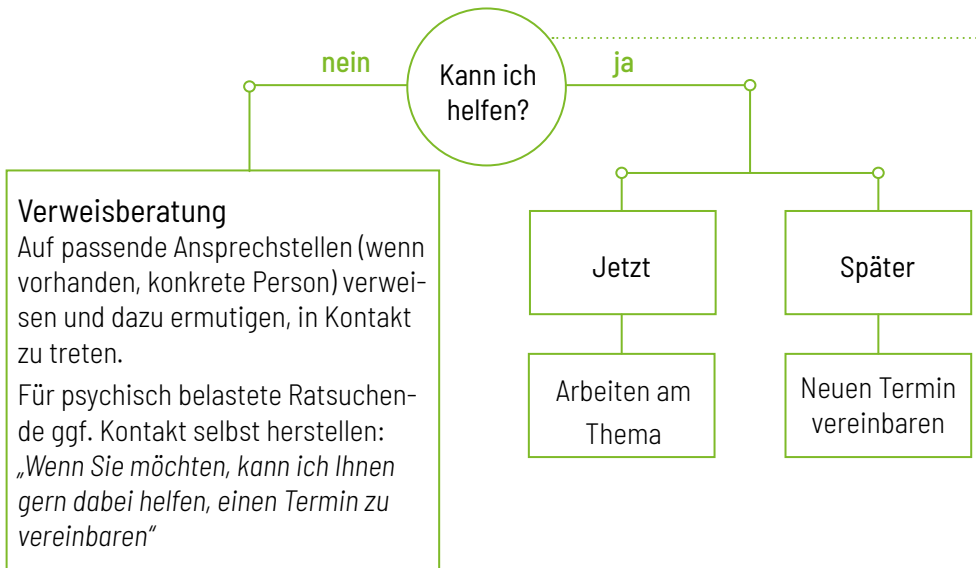 nein
Kann ich
helfen?
ja
Verweisberatung
Auf passende Ansprechstellen (wenn
vorhanden, konkrete Person) verwei-
sen und dazu ermutigen, in Kontakt
zu treten.
Für psychisch belastete Ratsuchen-
de ggf. Kontakt selbst herstellen:
„Wenn Sie möchten, kann ich Ihnen
gern dabei helfen, einen Termin zu
vereinbaren“
Jetzt
Später
Arbeiten am
Thema
Neuen Termin
vereinbaren